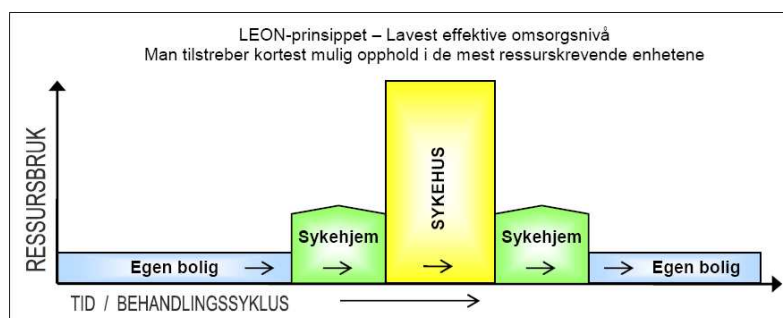 LEON-prinsippet – Lavest effektive omsorgsnivå
Man tilstreber kortest mulig opphold i de mest ressurskrevende enhetene
RESSURSBRUK
Egen bolig
Sykehjem
SYKEHUS
Sykehjem
Egen bolig
TID / BEHANDLINGSSYKLUS